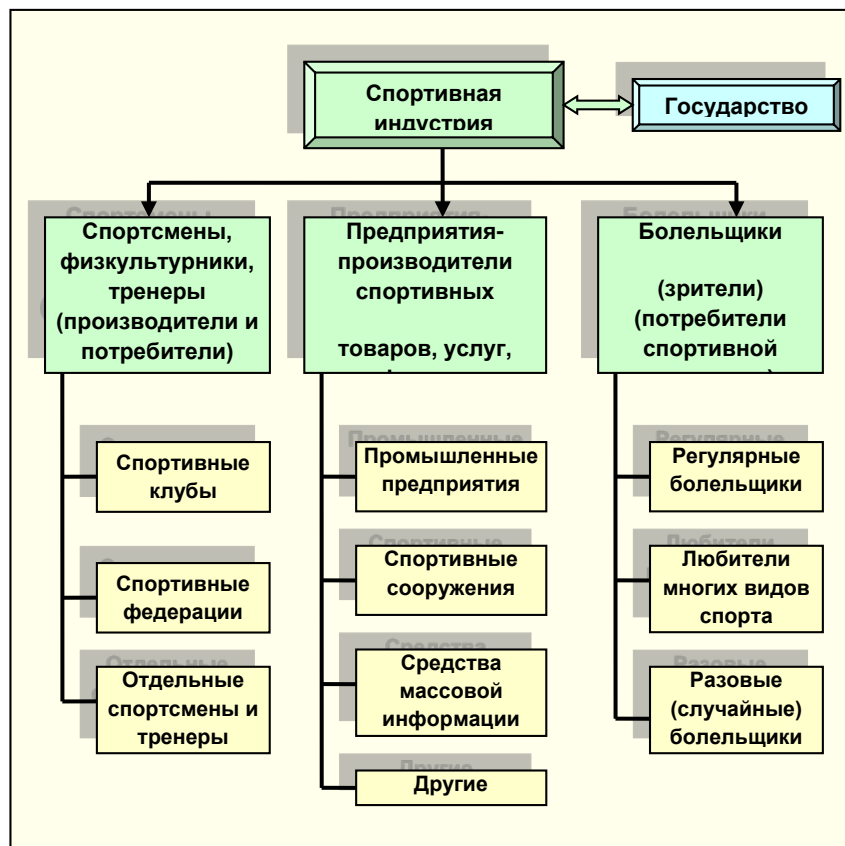 Спортивная
индустрия
Государство
Спортсмены,
физкультурники,
тренеры
(производители и
потребители)
Предприятия-
производители
спортивных
товаров, услуг,
Болельщики
(зрители)
(потребители
спортивной
Спортивные
клубы
Спортивные
федерации
Отдельные
спортсмены и
тренеры
Промышленные
предприятия
Спортивные
сооружения
Средства
массовой
информации
Другие
Регулярные
болельщики
Любители
многих видов
спорта
Разовые
(случайные)
болельщики